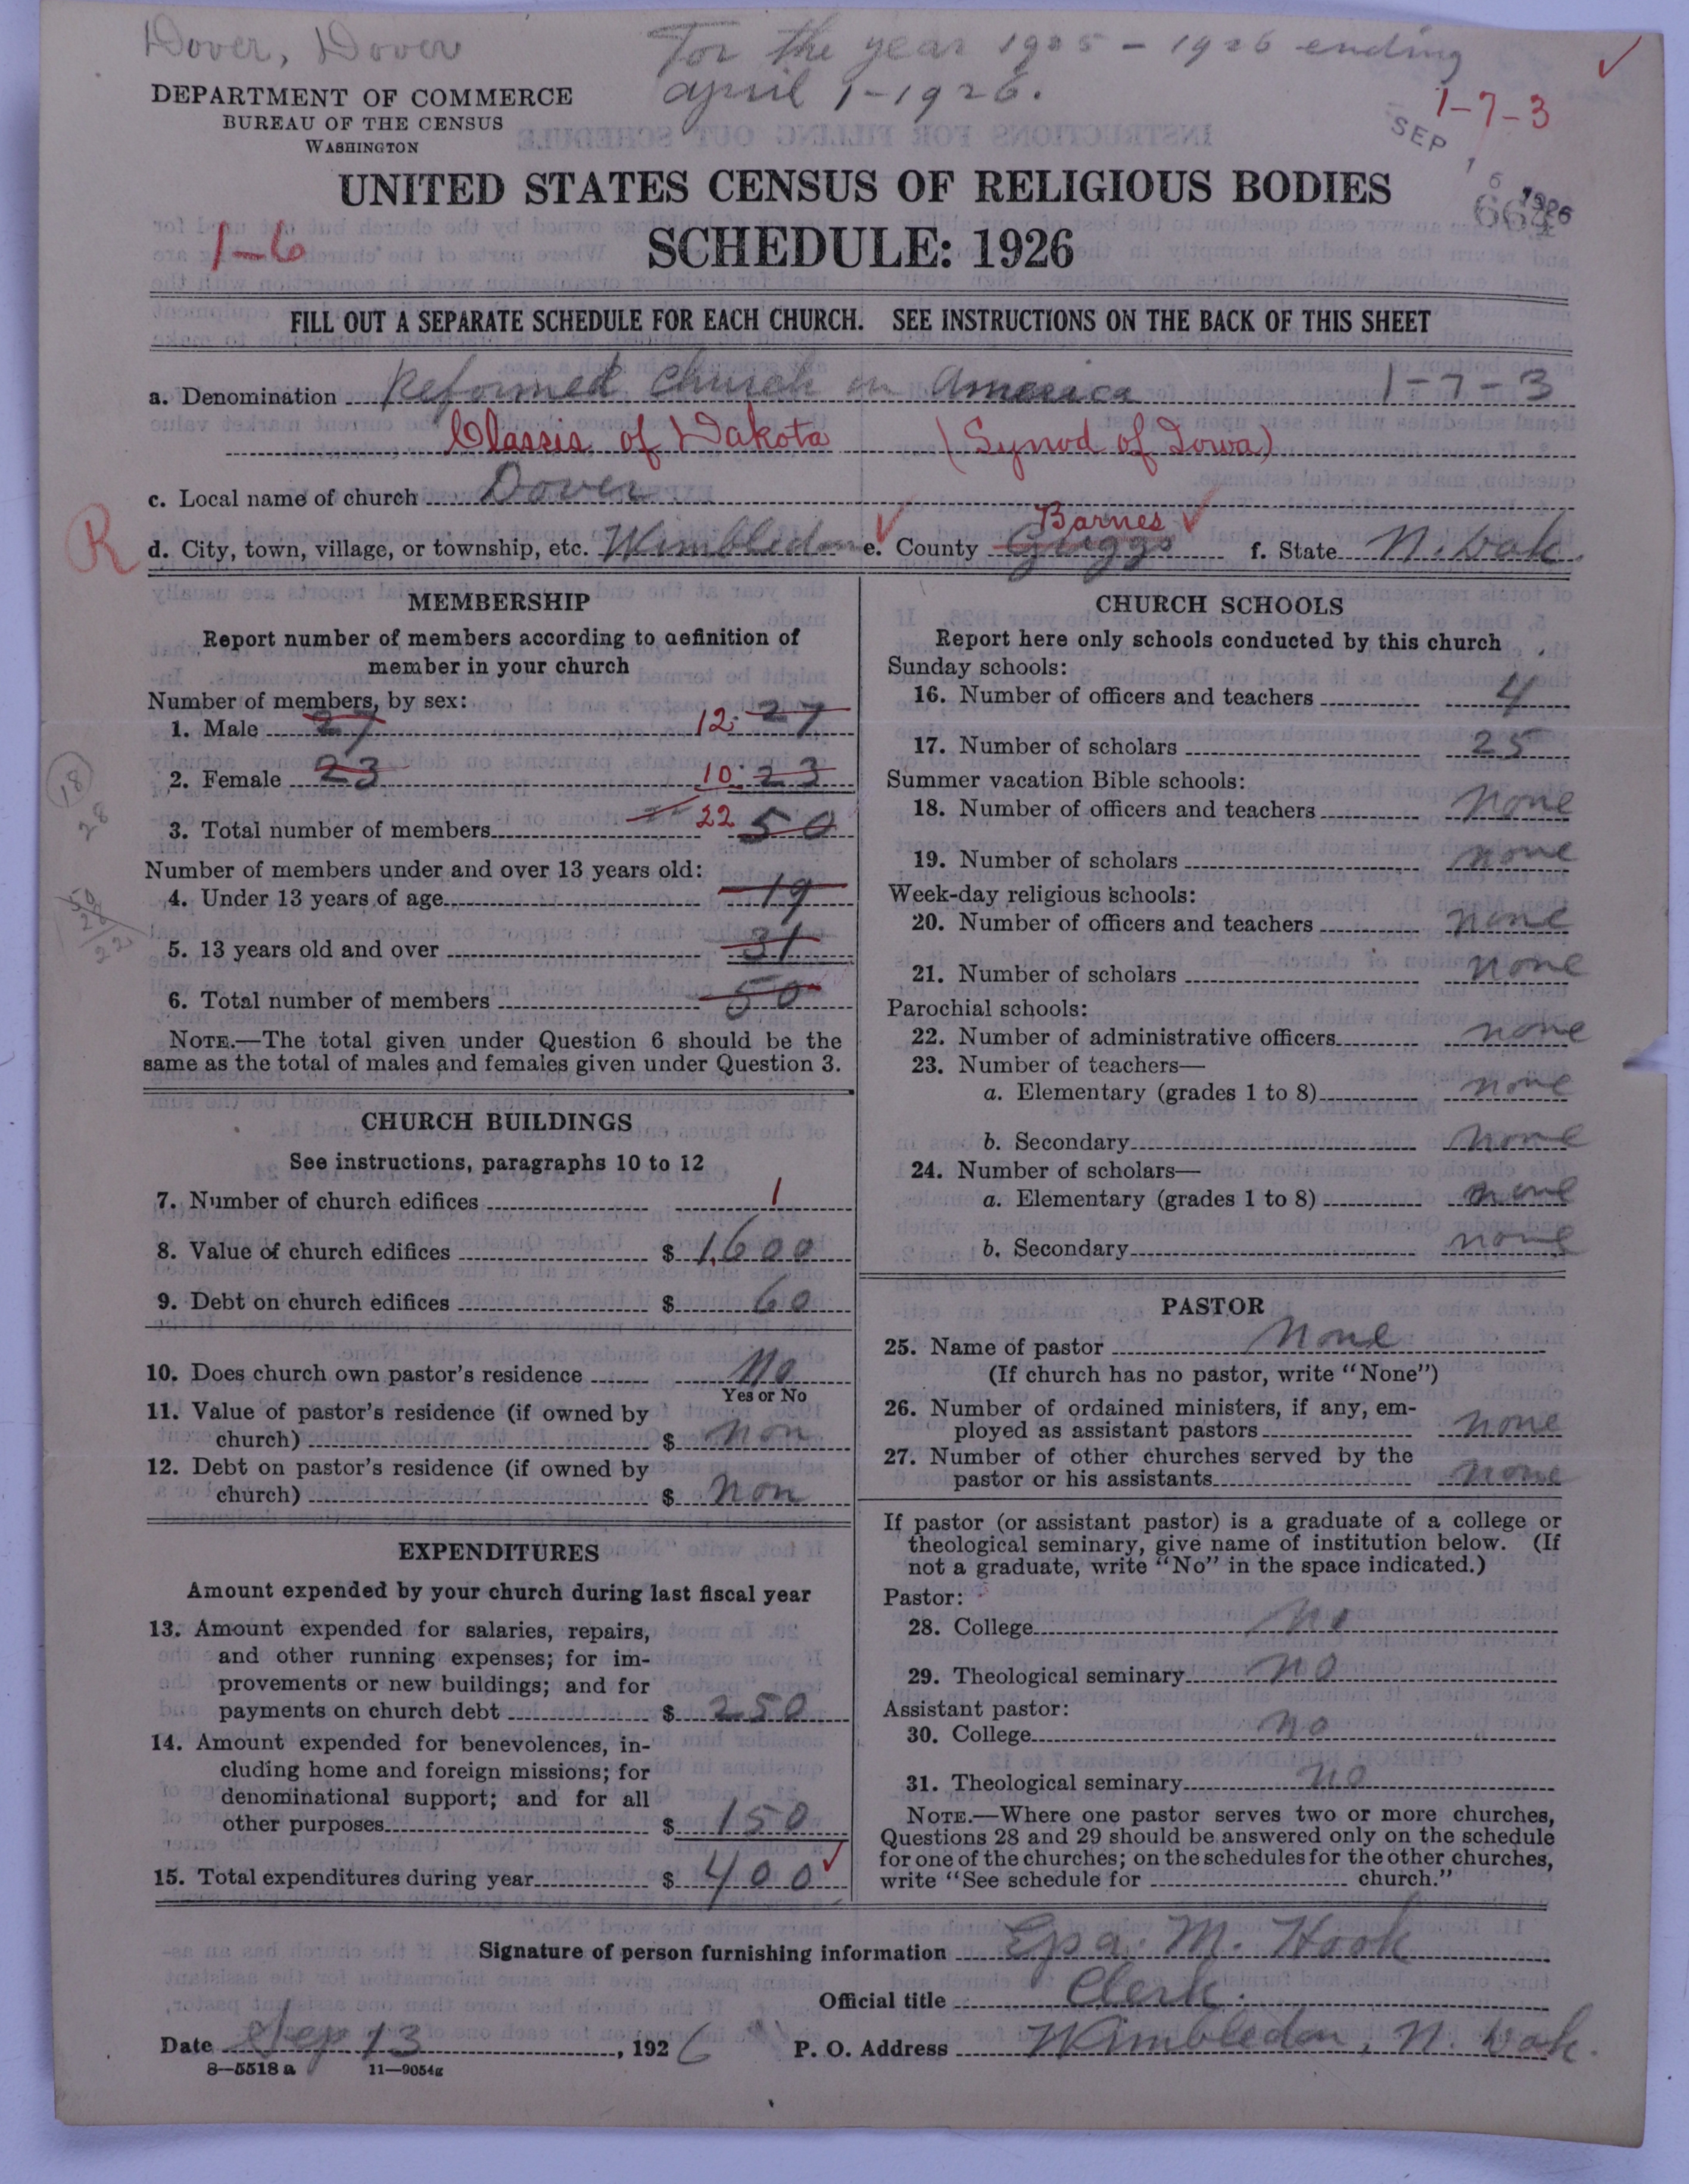 Dover, Dover
For the year 1925 - 1926 ending
april 1-1926.
DEPARTMENT OF COMMERCE
BUREAU OF THE CENSUS
WASHINGTON
1-7-3
SEP 16 1926
664
UNITED STATES CENSUS OF RELIGIOUS BODIES
1-6
SCHEDULE: 1926
FILL OUT A SEPARATE SCHEDULE FOR EACH CHURCH. SEE INSTRUCTIONS ON THE BACK OF THIS SHEET
a. Denomination Reformed Church in America 1-7-3
Classis of Dakota (Synod of Iowa)
c. Local name of church Dover
R
d. City, town, village, or township, etc. Wimbledon e. County Griggs Barnes f. State N. Dak.
MEMBERSHIP
Report number of members according to definition of
member in your church
Number of members, by sex:
1. Male 27 12 27
2. Female 23 10 23
3. Total number of members 22 50
Number of members under and over 13 years old:
4. Under 13 years of age 19
5. 13 years old and over 31
6. Total number of members 50
18
28
50
28
22
NOTE.—The total given under Question 6 should be the
same as the total of males and females given under Question 3.
CHURCH BUILDINGS
See instructions, paragraphs 10 to 12
7. Number of church edifices 1
8. Value of church edifices $ 1,600
9. Debt on church edifices $ 60
10. Does church own pastor's residence No
Yes or No
11. Value of pastor's residence (if owned by
church) $ Non
12. Debt on pastor's residence (if owned by
church) $ Non
EXPENDITURES
Amount expended by your church during last fiscal year
13. Amount expended for salaries, repairs,
and other running expenses; for im-
provements or new buildings; and for
payments on church debt $ 250
14. Amount expended for benevolences, in-
cluding home and foreign missions; for
denominational support; and for all
other purposes $ 150
15. Total expenditures during year $ 400
CHURCH SCHOOLS
Report here only schools conducted by this church
Sunday schools:
16. Number of officers and teachers 4
17. Number of scholars 25
Summer vacation Bible schools:
18. Number of officers and teachers none
19. Number of scholars none
Week-day religious schools:
20. Number of officers and teachers none
21. Number of scholars none
Parochial schools:
22. Number of administrative officers none
23. Number of teachers—
a. Elementary (grades 1 to 8) none
b. Secondary none
24. Number of scholars—
a. Elementary (grades 1 to 8) none
b. Secondary none
PASTOR
25. Name of pastor None
(If church has no pastor, write "None")
26. Number of ordained ministers, if any, em-
ployed as assistant pastors none
27. Number of other churches served by the
pastor or his assistants none
If pastor (or assistant pastor) is a graduate of a college or
theological seminary, give name of institution below. (If
not a graduate, write "No" in the space indicated.)
Pastor:
28. College No
29. Theological seminary no
Assistant pastor:
30. College no
31. Theological seminary no
NOTE.—Where one pastor serves two or more churches,
Questions 28 and 29 should be answered only on the schedule
for one of the churches; on the schedules for the other churches,
write "See schedule for church."
Signature of person furnishing information M. Hook
Official title Clerk.
Date Sep 13, 1926 P. O. Address Wimbledon, N. Dak.
8—5518 a 11—9054g